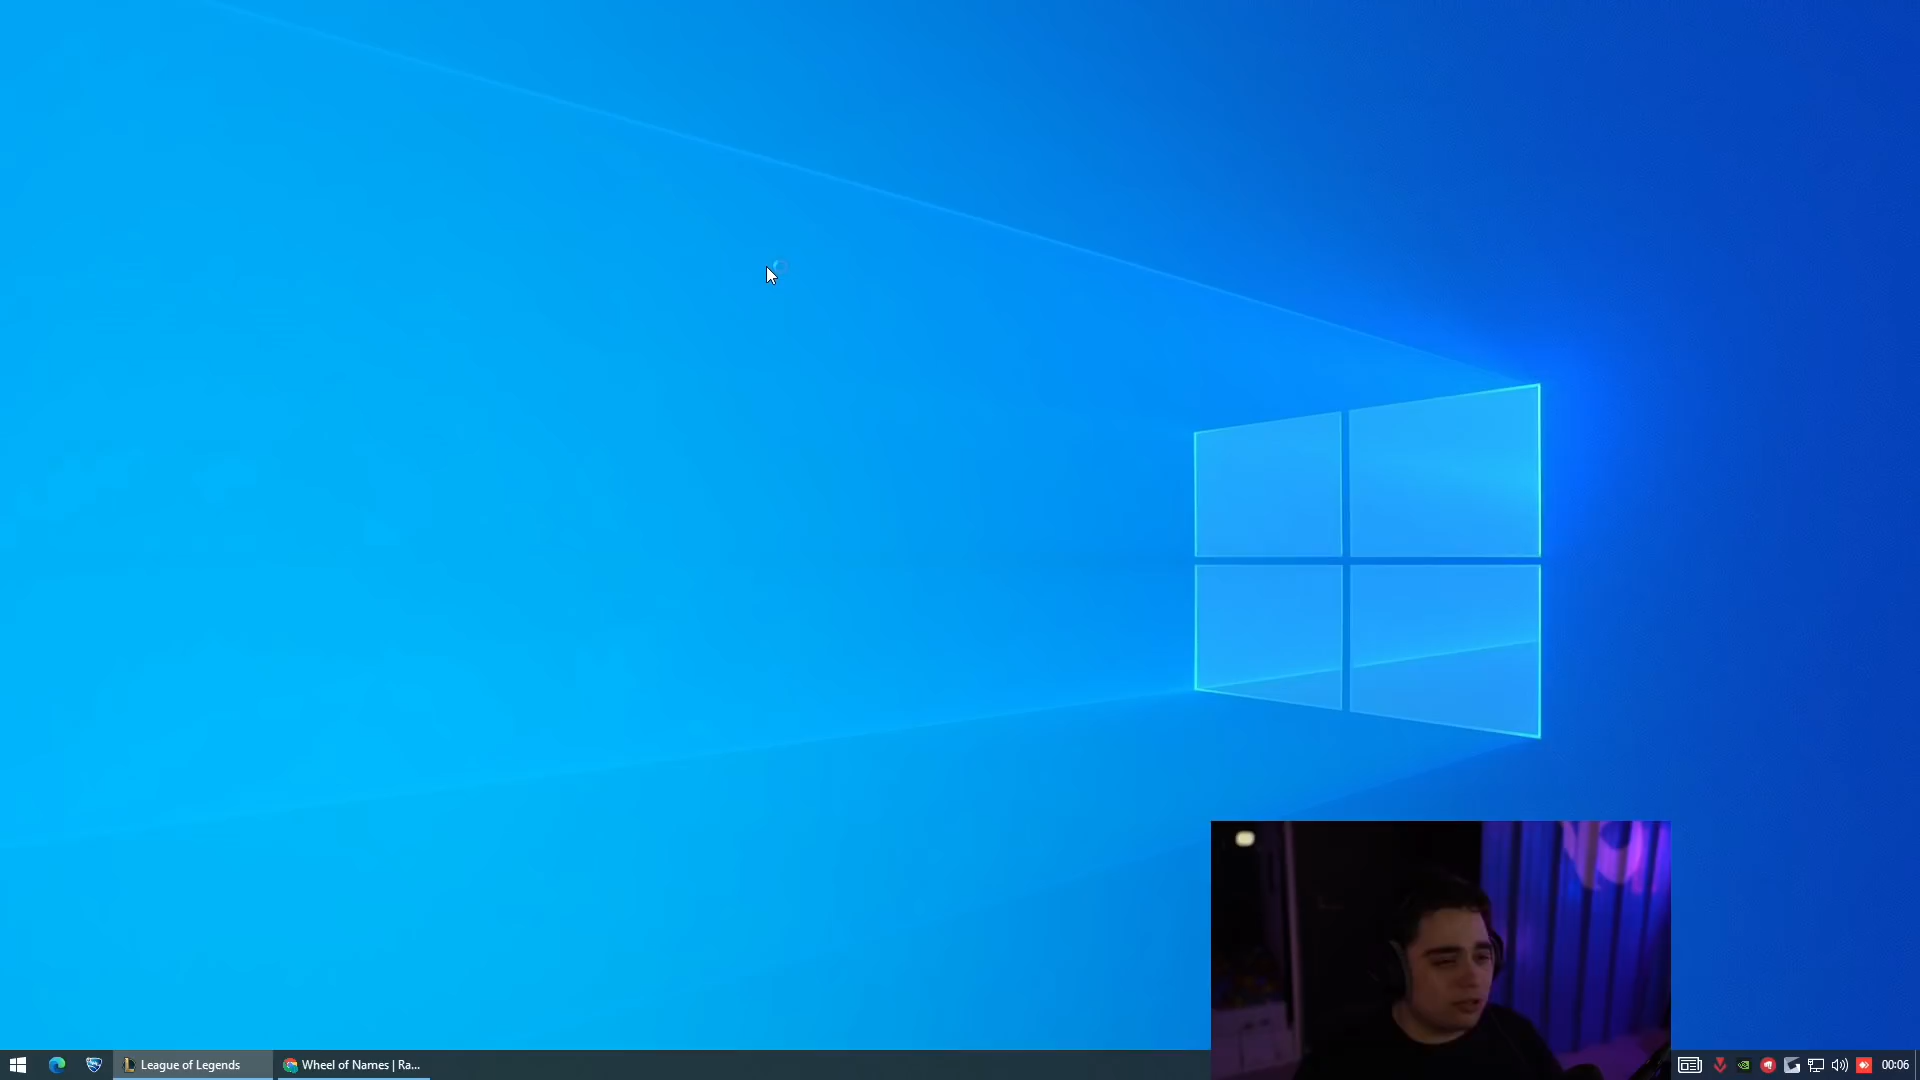 League of Legends
Wheel of Names | Ra...
00:06